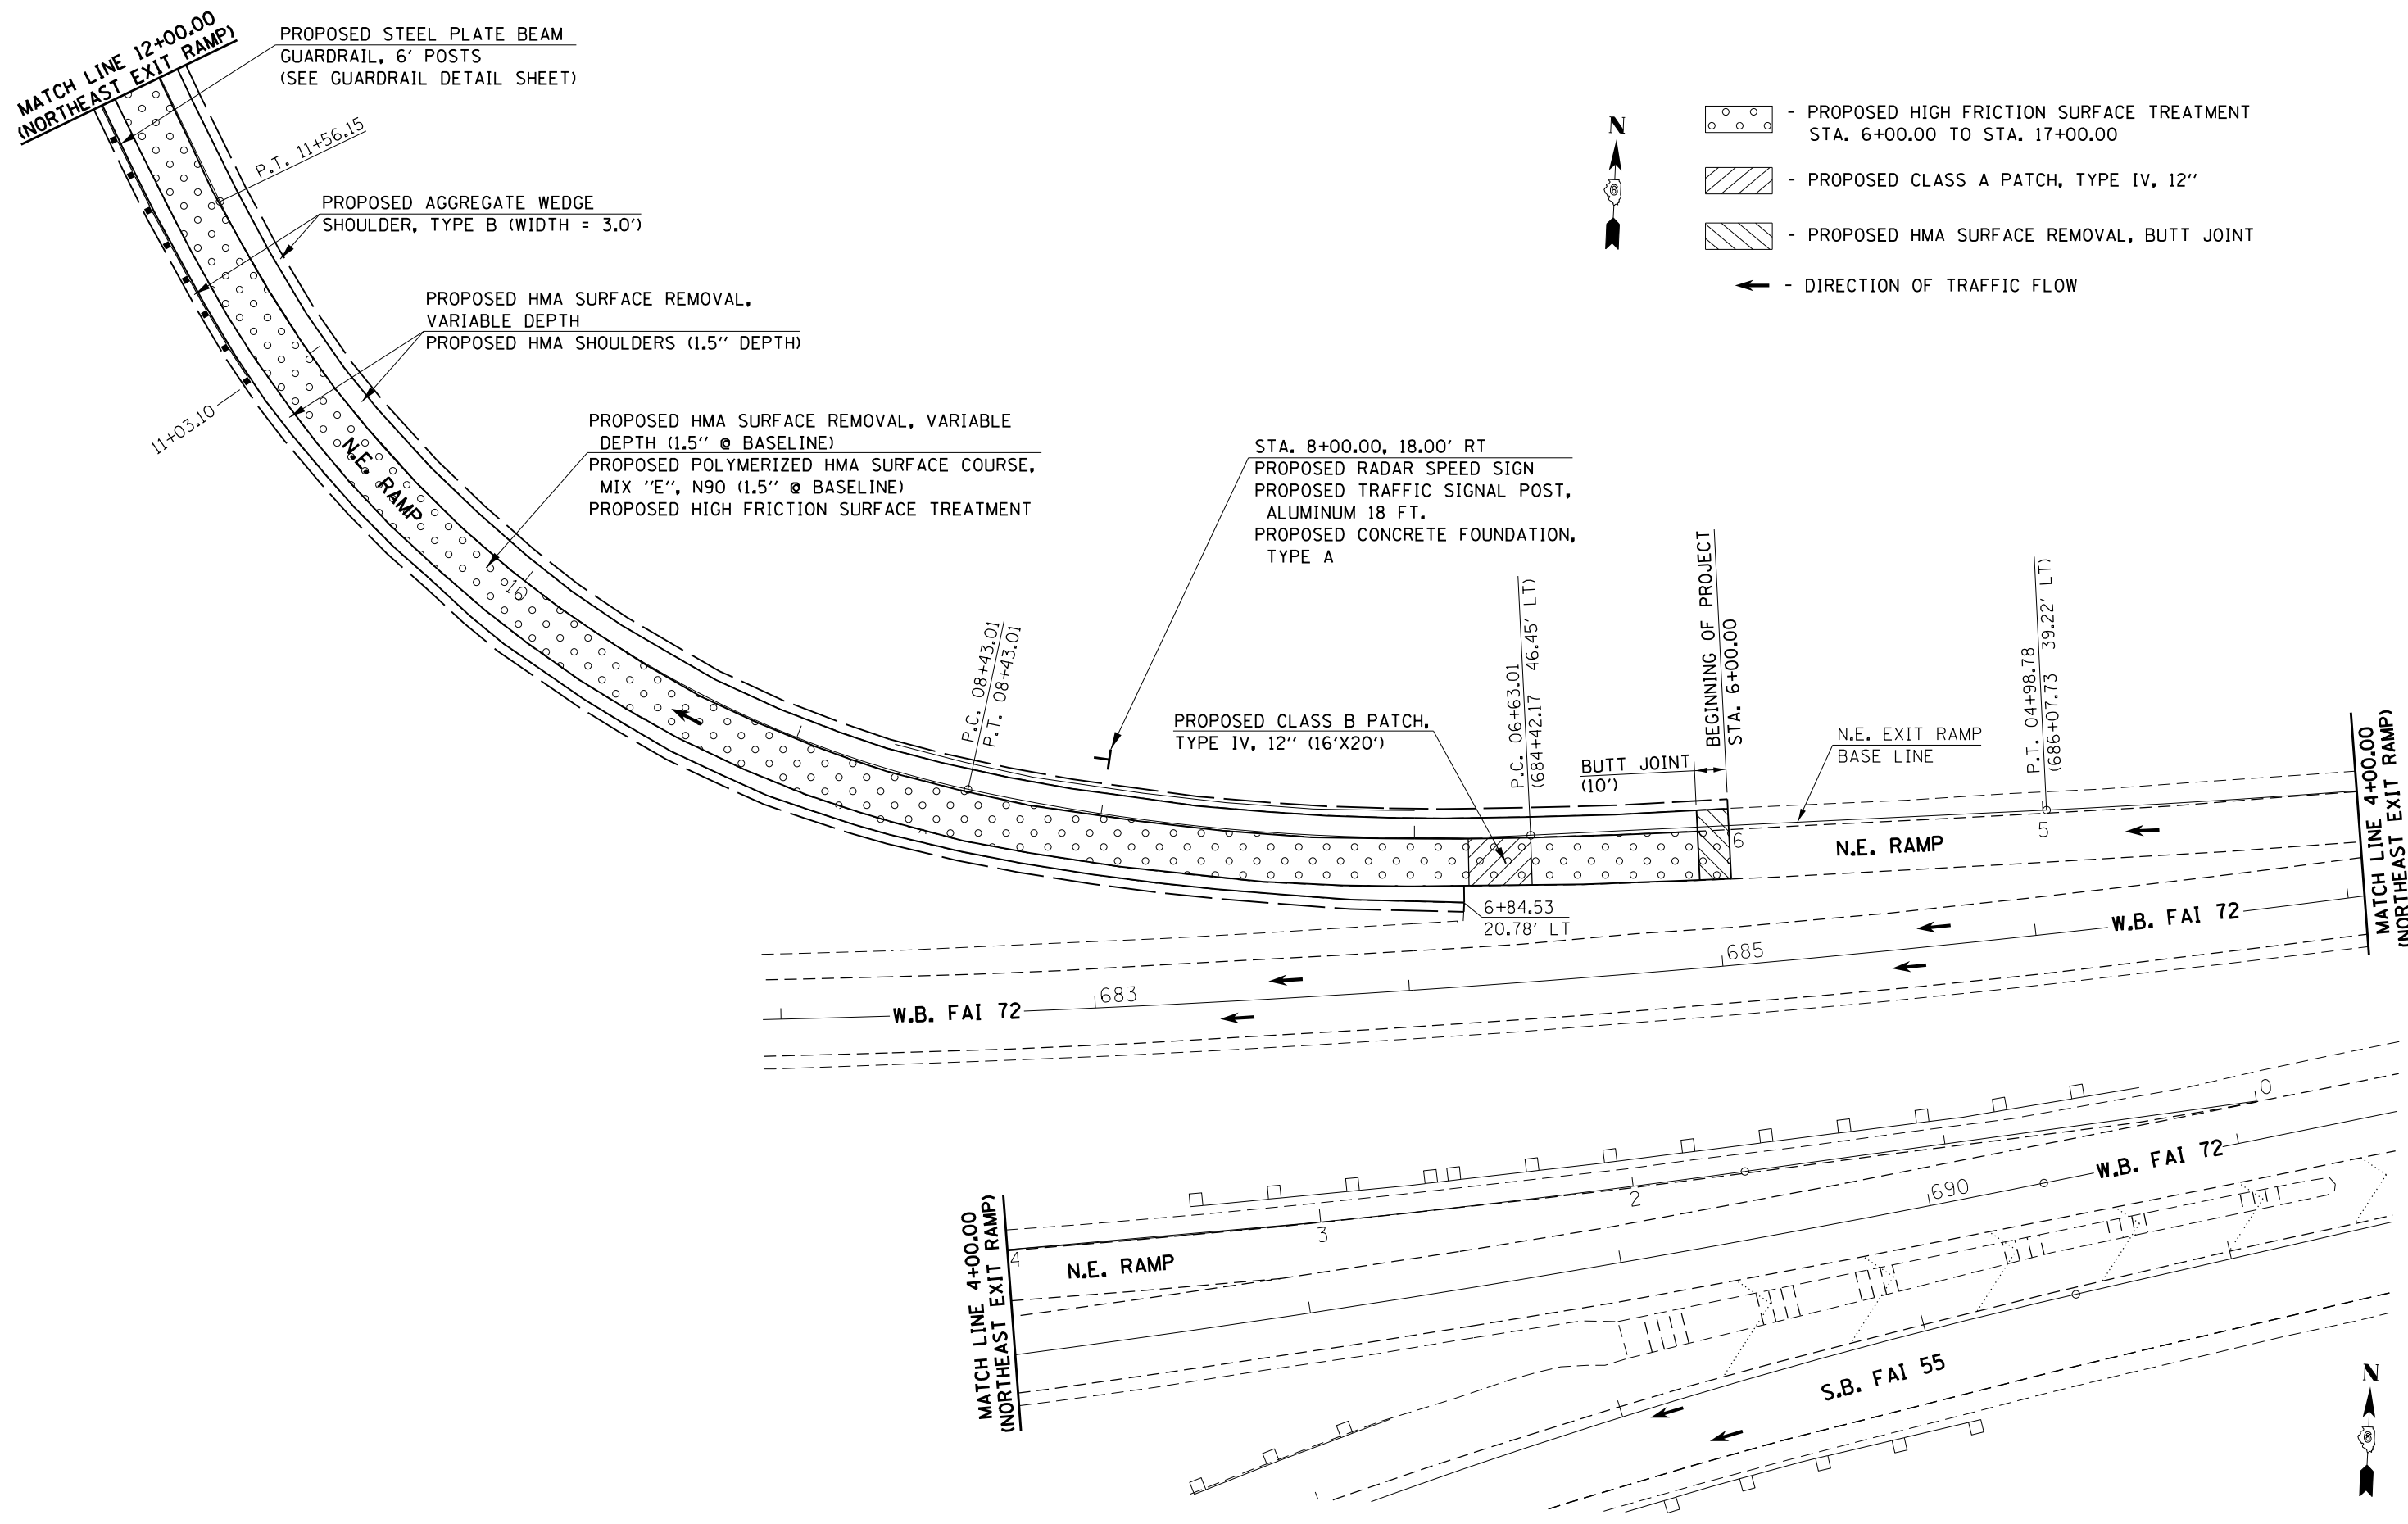 MATCH LINE 12+00.00
(NORTHEAST EXIT RAMP)
PROPOSED STEEL PLATE BEAM
GUARDRAIL, 6' POSTS
(SEE GUARDRAIL DETAIL SHEET)
P.T. 11+56.15
PROPOSED AGGREGATE WEDGE
SHOULDER, TYPE B (WIDTH = 3.0')
PROPOSED HMA SURFACE REMOVAL,
VARIABLE DEPTH
PROPOSED HMA SHOULDERS (1.5'' DEPTH)
11+03.10
N.E. RAMP
PROPOSED HMA SURFACE REMOVAL, VARIABLE
DEPTH (1.5'' @ BASELINE)
PROPOSED POLYMERIZED HMA SURFACE COURSE,
MIX "E", N90 (1.5'' @ BASELINE)
PROPOSED HIGH FRICTION SURFACE TREATMENT
10
N
6
- PROPOSED HIGH FRICTION SURFACE TREATMENT
STA. 6+00.00 TO STA. 17+00.00
- PROPOSED CLASS A PATCH, TYPE IV, 12''
- PROPOSED HMA SURFACE REMOVAL, BUTT JOINT
- DIRECTION OF TRAFFIC FLOW
STA. 8+00.00, 18.00' RT
PROPOSED RADAR SPEED SIGN
PROPOSED TRAFFIC SIGNAL POST,
ALUMINUM 18 FT.
PROPOSED CONCRETE FOUNDATION,
TYPE A
P.C. 08+43.01
P.T. 08+43.01
PROPOSED CLASS B PATCH,
TYPE IV, 12'' (16'X20')
P.C. 06+63.01
(684+42.17 46.45' LT)
BUTT JOINT
(10')
BEGINNING OF PROJECT
STA. 6+00.00
6
N.E. EXIT RAMP
BASE LINE
P.T. 04+98.78
(686+07.73 39.22' LT)
5
N.E. RAMP
MATCH LINE 4+00.00
(NORTHEAST EXIT RAMP)
6+84.53
20.78' LT
W.B. FAI 72
685
683
W.B. FAI 72
0
W.B. FAI 72
690
2
3
4
N.E. RAMP
MATCH LINE 4+00.00
(NORTHEAST EXIT RAMP)
S.B. FAI 55
N
6